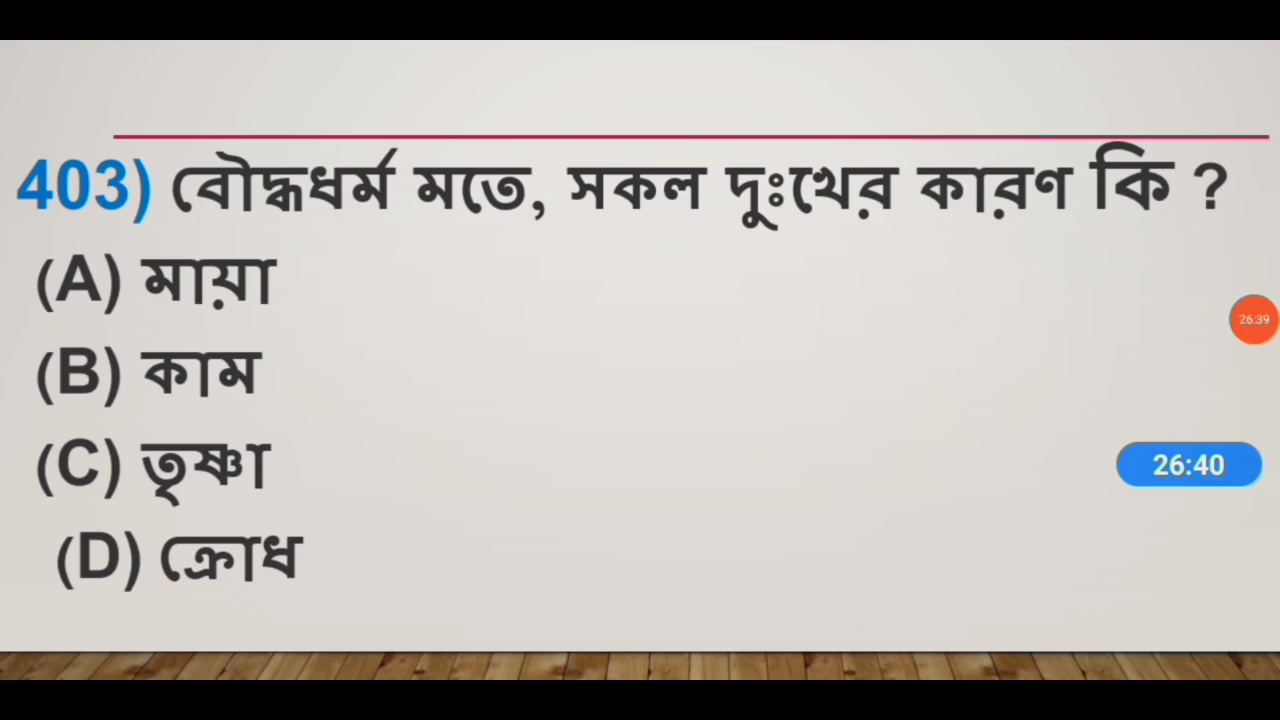 403) বৌদ্ধধর্ম মতে, সকল দুঃখের কারণ কি ?
(A) মায়া
(B) কাম
(C) তৃষ্ণা
(D) ক্রোধ
26:39
26:40